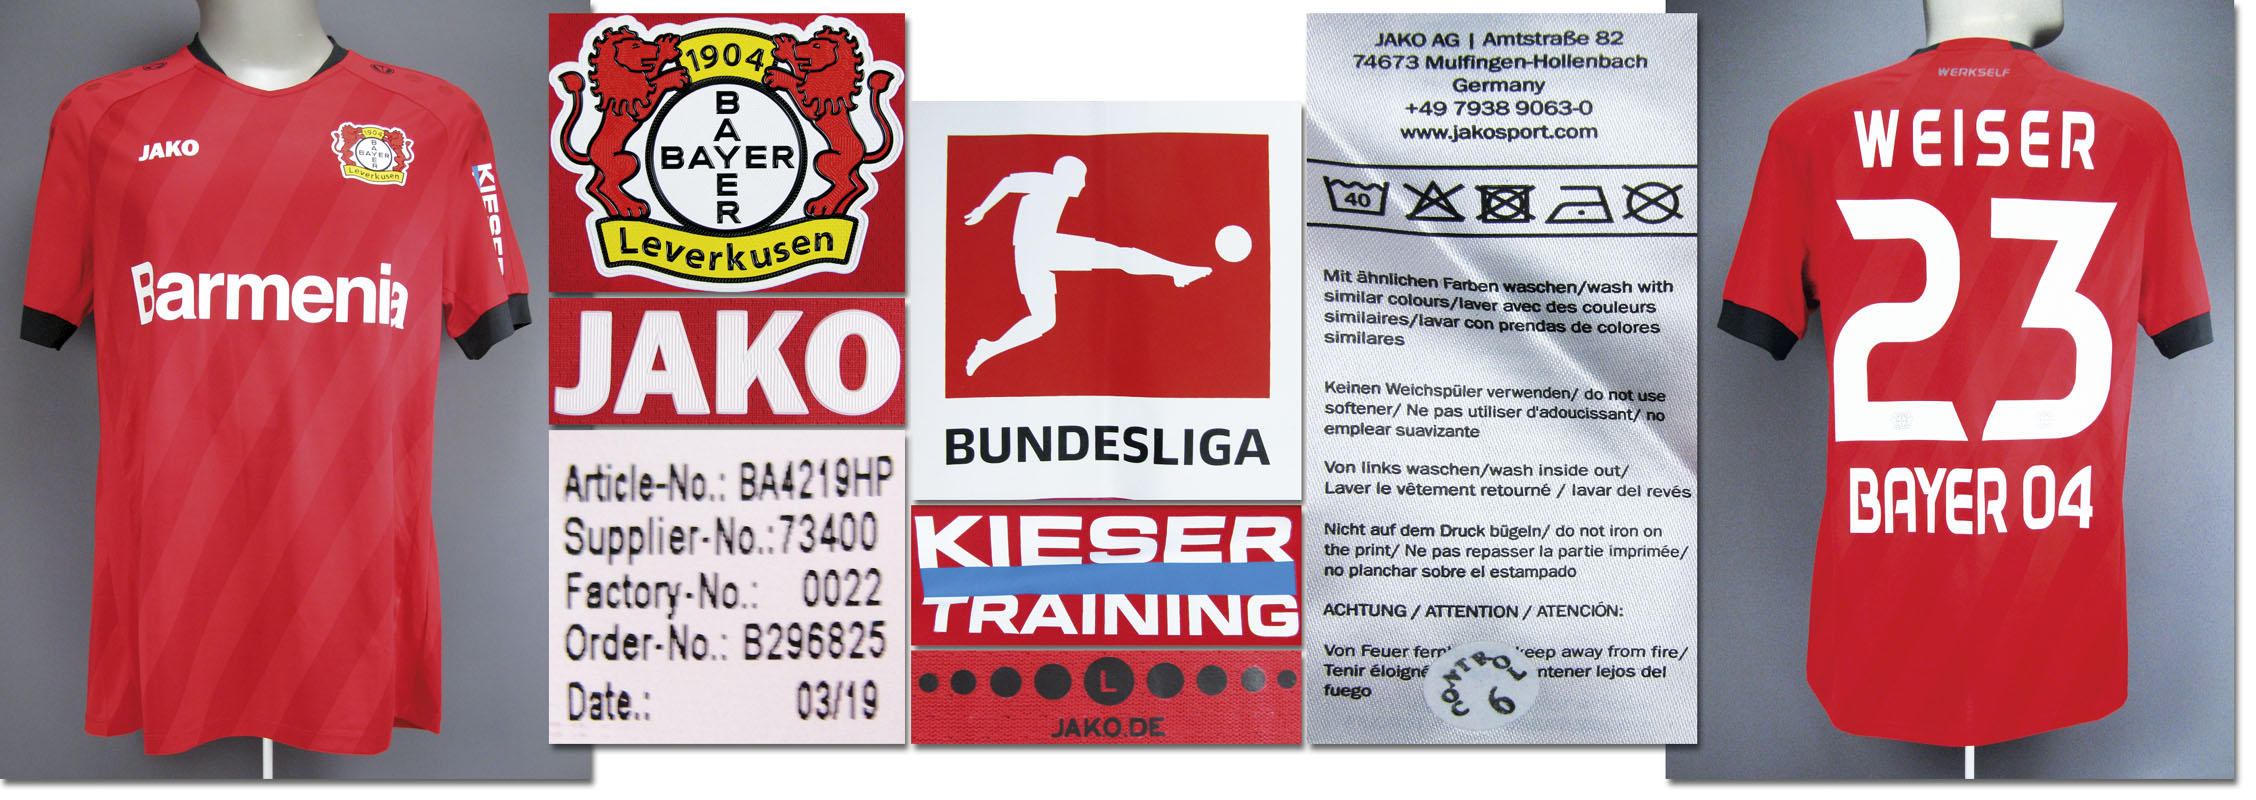 JAKO
1904
BAYER
BAYER
Leverkusen
KIESER
Barmenia
1904
BAYER
BAYER
Leverkusen
JAKO
Article-No.: BA4219HP
Supplier-No.:73400
Factory-No.: 0022
Order-No.: B296825
Date.: 03/19
BUNDESLIGA
KIESER
TRAINING
L
JAKO.DE
JAKO AG | Amtstraße 82
74673 Mulfingen-Hollenbach
Germany
+49 7938 9063-0
www.jakosport.com
40
Mit ähnlichen Farben waschen/wash with
similar colours/laver avec des couleurs
similaires/lavar con prendas de colores
similares
Keinen Weichspüler verwenden/ do not use
softener/ Ne pas utiliser d'adoucissant/ no
emplear suavizante
Von links waschen/wash inside out/
Laver le vêtement retourné / lavar del revés
Nicht auf dem Druck bügeln/ do not iron on
the print/ Ne pas repasser la partie imprimée/
no planchar sobre el estampado
ACHTUNG / ATTENTION / ATENCIÓN:
Von Feuer keep away from fire/
Tenir lejos del
fuego
CONTROL
6
WERKSELF
WEISER
23
BAYER 04